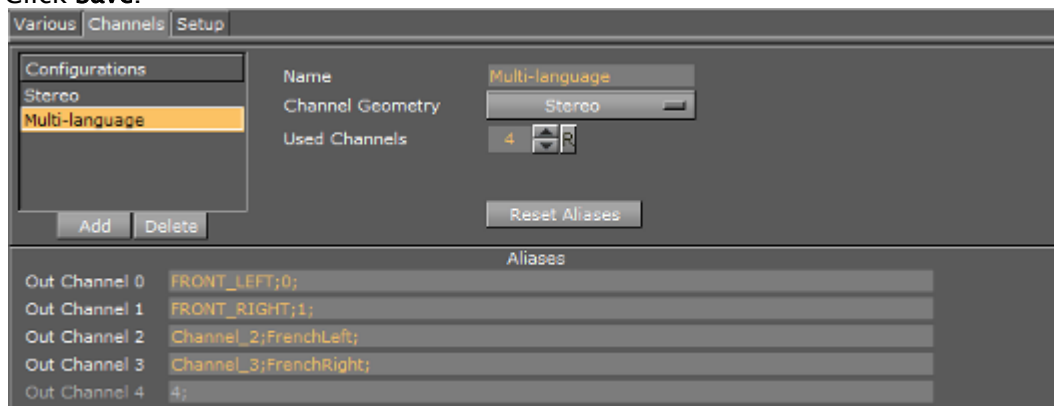 Click Save.
Various Channels Setup
Configurations
Stereo
Multi-language
Add Delete
Name Multi-language
Channel Geometry Stereo
Used Channels 4 R
Reset Aliases
Aliases
Out Channel 0 FRONT_LEFT;0;
Out Channel 1 FRONT_RIGHT;1;
Out Channel 2 Channel_2;FrenchLeft;
Out Channel 3 Channel_3;FrenchRight;
Out Channel 4 4;